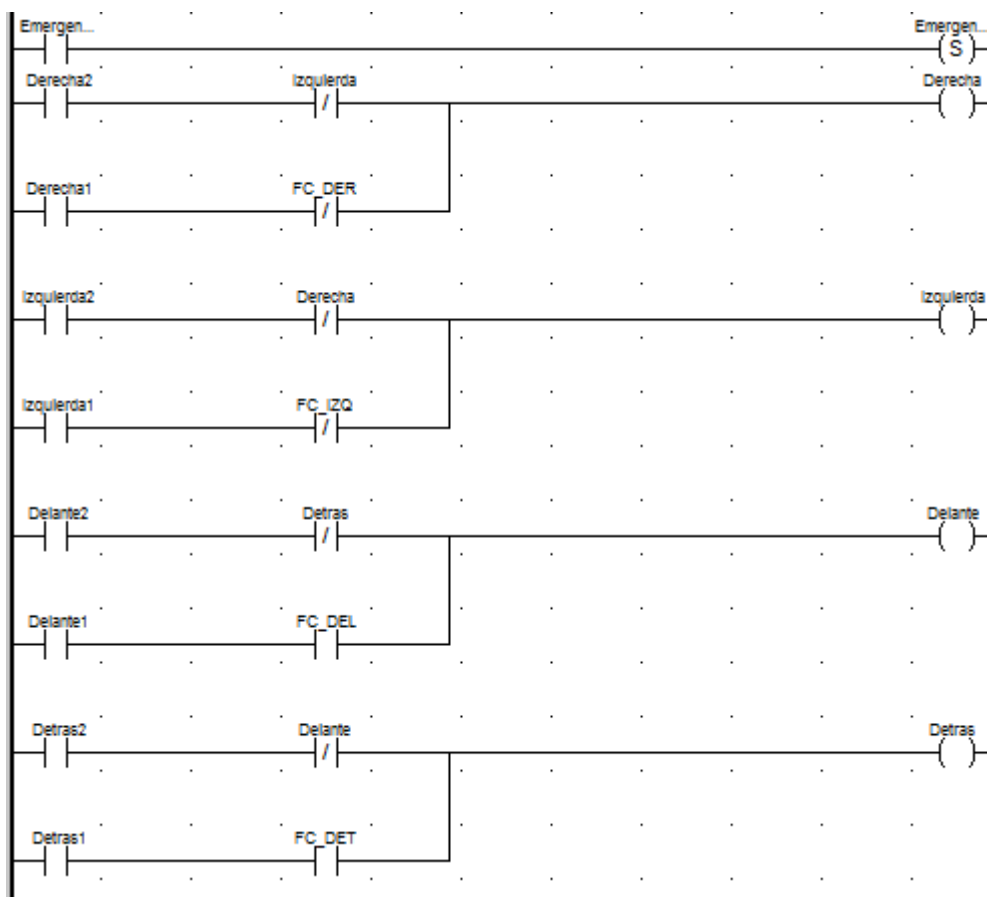 Emergen... Emergen...
S
Derecha2 Izquierda Derecha
/
Derecha1 FC_DER
/
Izquierda2 Derecha Izquierda
/
Izquierda1 FC_IZQ
/
Delante2 Detras Delante
/
Delante1 FC_DEL
Detras2 Delante Detras
/
Detras1 FC_DET